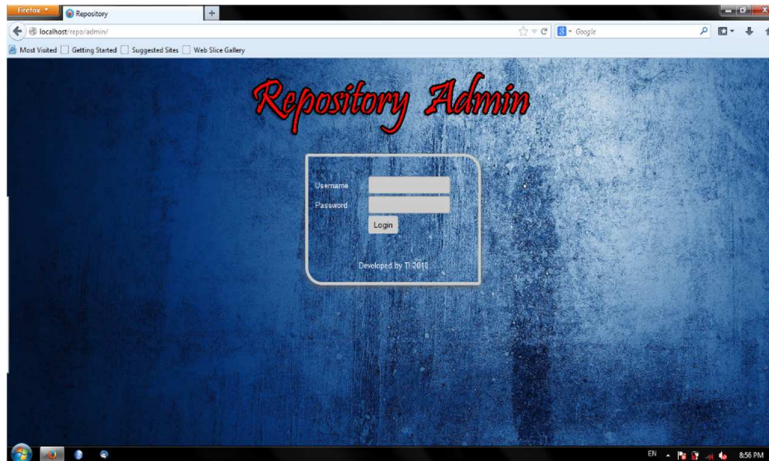 Firefox
Repository
localhost/repo/admin/
Google
Most Visited Getting Started Suggested Sites Web Slice Gallery
Repository Admin
Username
Password
Login
Developed by TI 2010
EN 8:56 PM